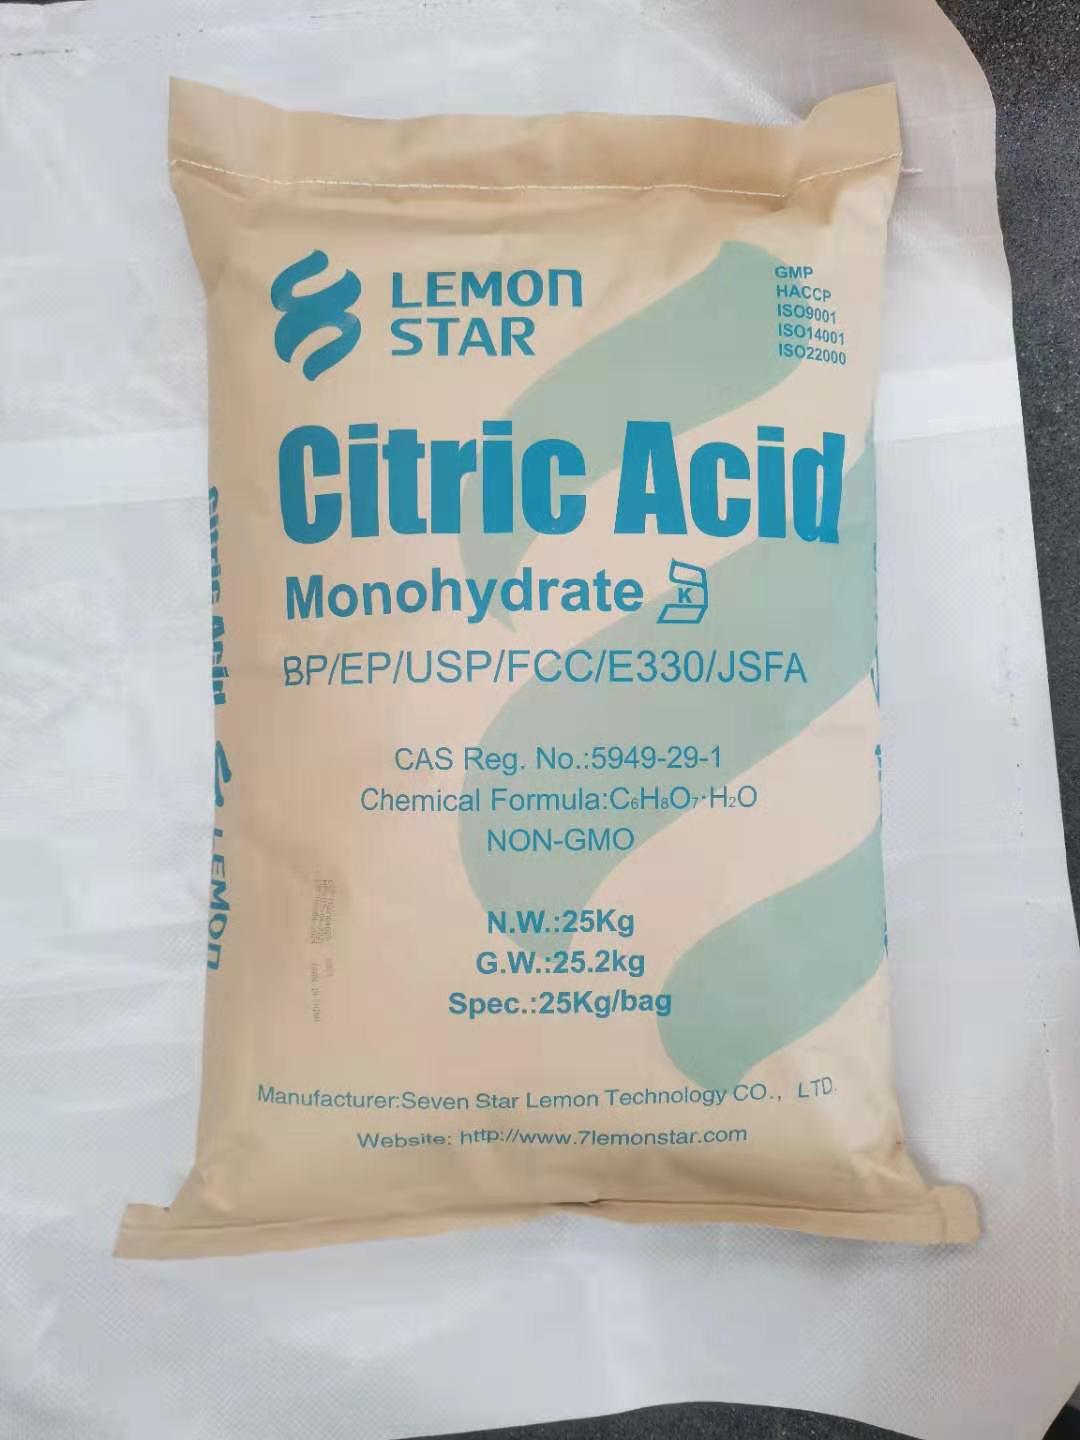 LEMON
STAR
GMP
HACCP
ISO9001
ISO14001
ISO22000
Citric Acid
Monohydrate K
BP/EP/USP/FCC/E330/JSFA
CAS Reg. No.:5949-29-1
Chemical Formula:C₆H₈O₇·H₂O
NON-GMO
N.W.:25Kg
G.W.:25.2kg
Spec.:25Kg/bag
Manufacturer:Seven Star Lemon Technology CO., LTD.
Website: http://www.7lemonstar.com
Citric Acid
LEMON